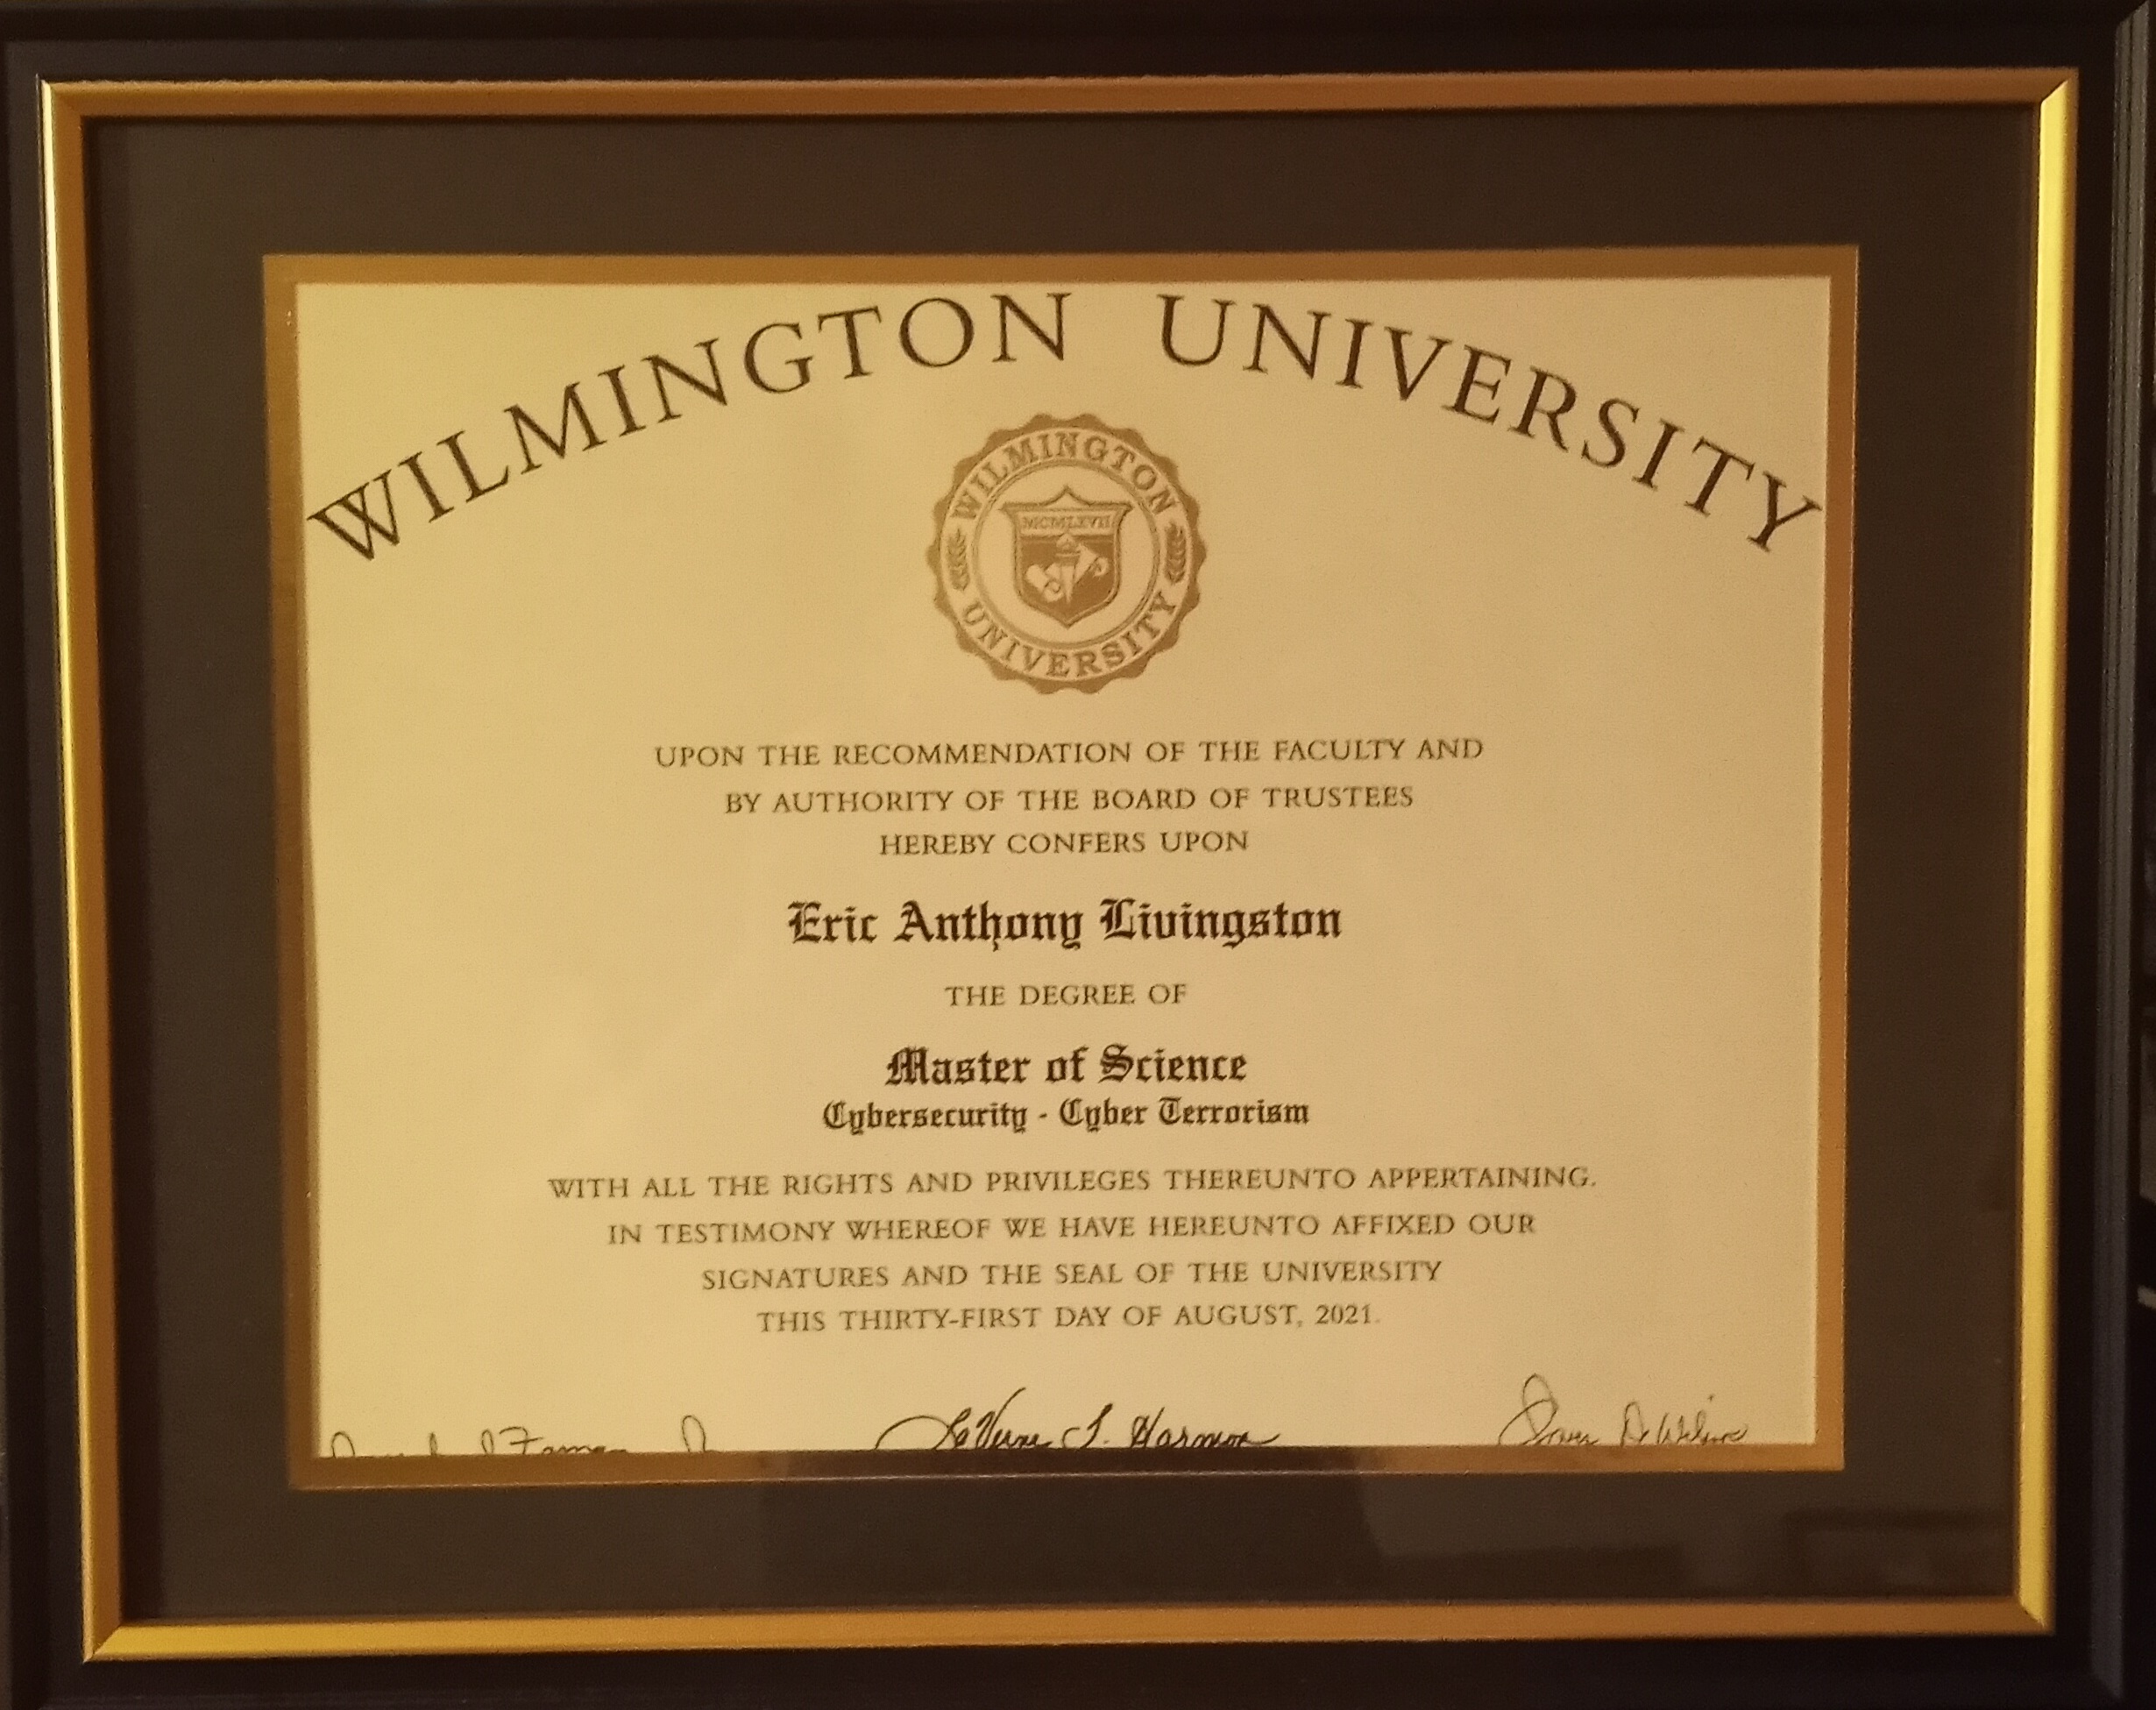 WILMINGTON UNIVERSITY
WILMINGTON
MCMLXVII
UNIVERSITY
UPON THE RECOMMENDATION OF THE FACULTY AND
BY AUTHORITY OF THE BOARD OF TRUSTEES
HEREBY CONFERS UPON
Eric Anthony Livingston
THE DEGREE OF
Master of Science
Cybersecurity - Cyber Terrorism
WITH ALL THE RIGHTS AND PRIVILEGES THEREUNTO APPERTAINING.
IN TESTIMONY WHEREOF WE HAVE HEREUNTO AFFIXED OUR
SIGNATURES AND THE SEAL OF THE UNIVERSITY
THIS THIRTY-FIRST DAY OF AUGUST, 2021.
LaVerne T. Harmon